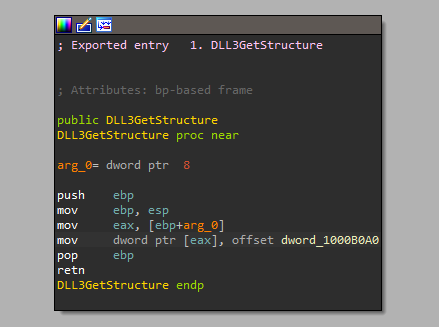 ; Exported entry   1. DLL3GetStructure
; Attributes: bp-based frame
public DLL3GetStructure
DLL3GetStructure proc near
arg_0= dword ptr  8
push    ebp
mov     ebp, esp
mov     eax, [ebp+arg_0]
mov     dword ptr [eax], offset dword_1000B0A0
pop     ebp
retn
DLL3GetStructure endp